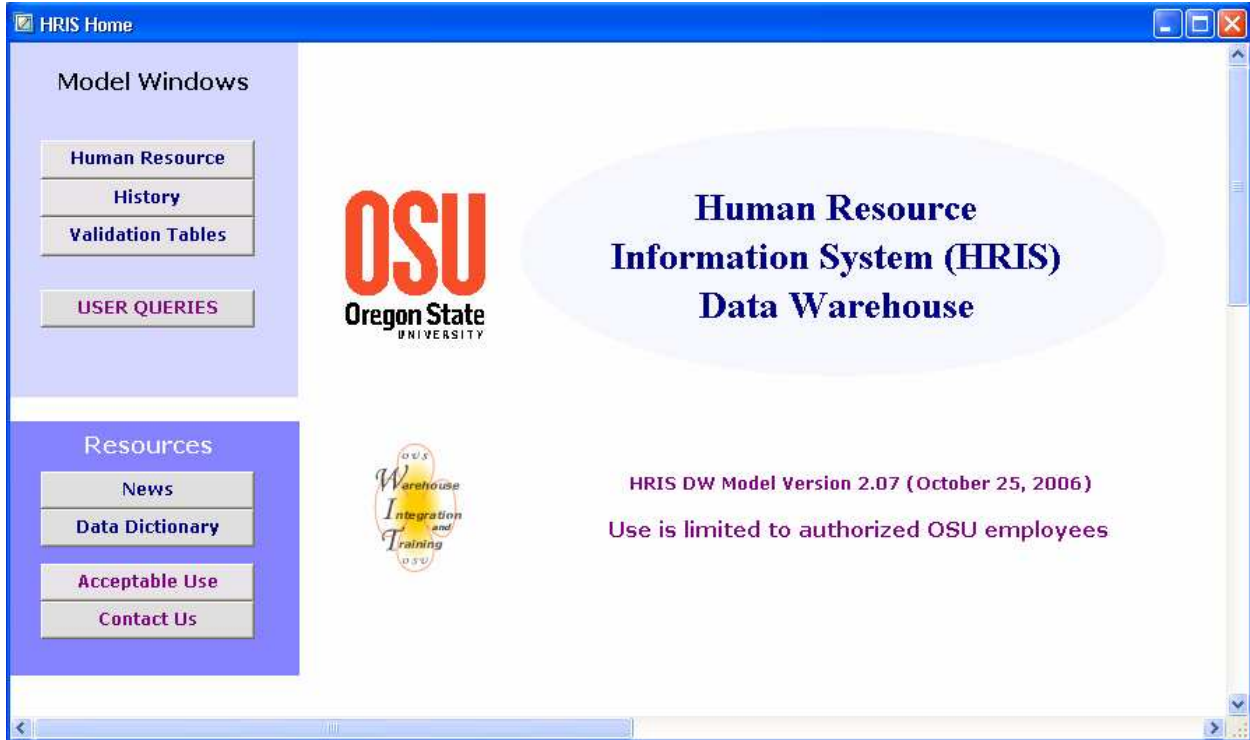 HRIS Home
Model Windows
Human Resource
History
Validation Tables
USER QUERIES
Resources
News
Data Dictionary
Acceptable Use
Contact Us
OSU
Oregon State
UNIVERSITY
Human Resource
Information System (HRIS)
Data Warehouse
OUS
Warehouse
Integration
and
Training
OSU
HRIS DW Model Version 2.07 (October 25, 2006)
Use is limited to authorized OSU employees